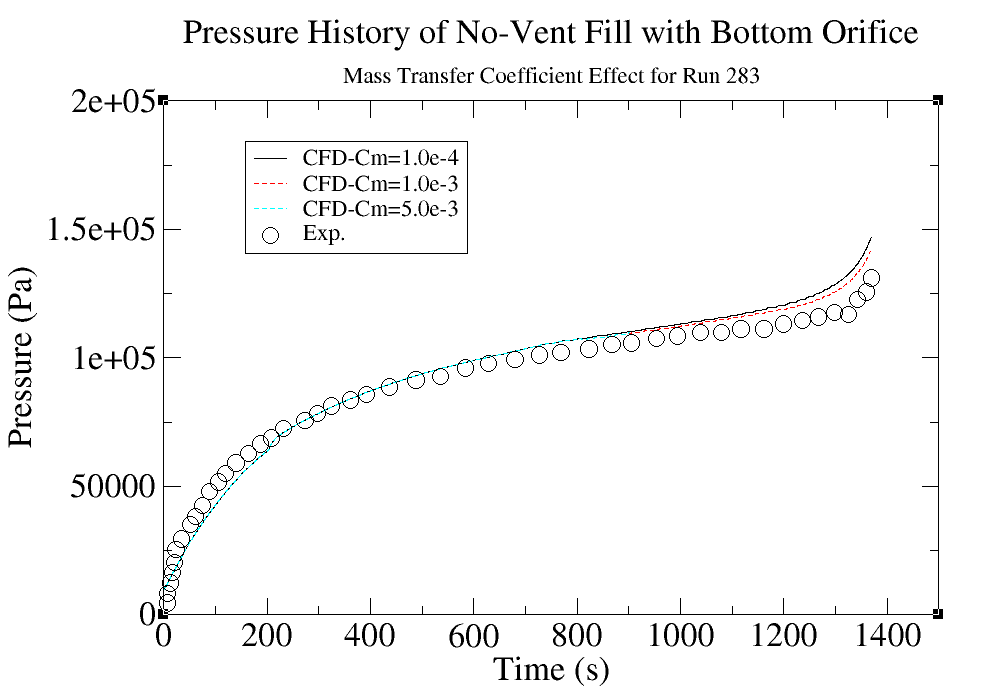 Pressure History of No-Vent Fill with Bottom Orifice
Mass Transfer Coefficient Effect for Run 283
2e+05
1.5e+05
1e+05
50000
0
Pressure (Pa)
CFD-Cm=1.0e-4
CFD-Cm=1.0e-3
CFD-Cm=5.0e-3
Exp.
0 200 400 600 800 1000 1200 1400
Time (s)